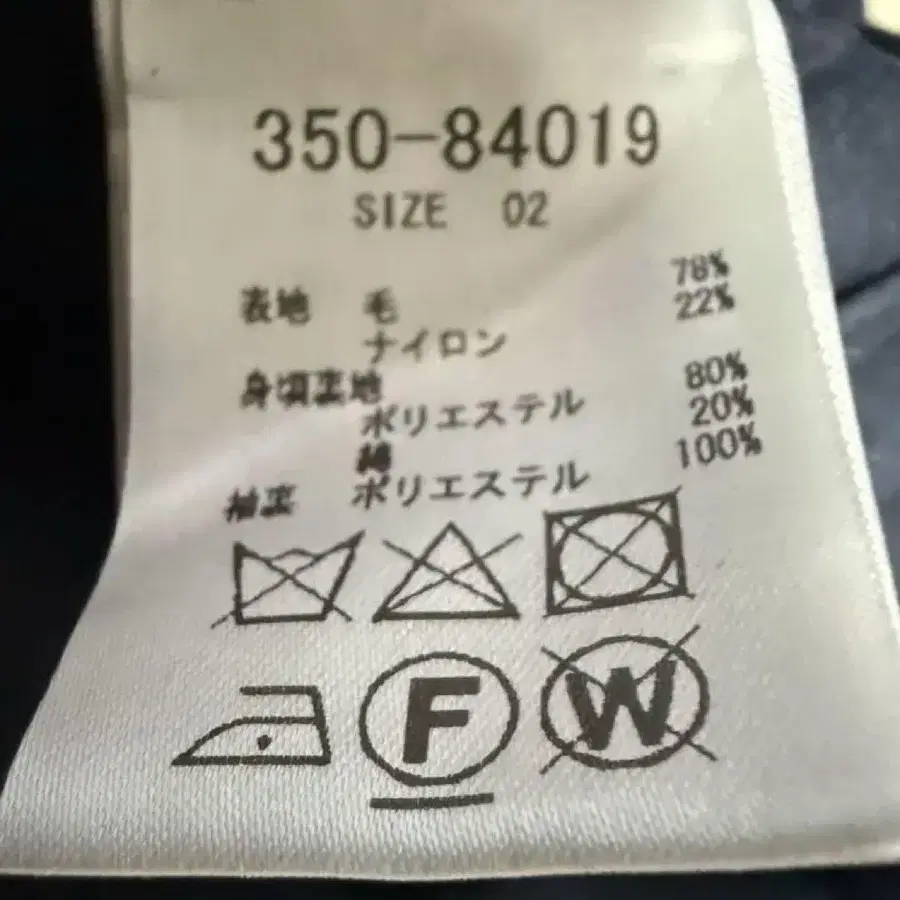 350-84019
SIZE 02
表地 毛 78%
ナイロン 22%
身頃裏地
ポリエステル 80%
綿 20%
袖裏 ポリエステル 100%
F
W